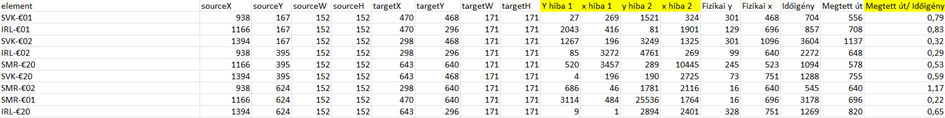 element sourceX sourceY sourceW sourceH targetX targetY targetW targetH Y hiba 1 x hiba 1 y hiba 2 x hiba 2 Fizikai y Fizikai x Időigény Megtett út Megtett út/ Időigény
SVK-€01 938 167 152 152 470 468 171 171 27 269 1521 324 301 468 704 556 0,79
IRL-€01 1166 167 152 152 298 296 171 171 2043 416 81 1901 129 696 857 708 0,83
SVK-€02 1394 167 152 152 298 468 171 171 1267 196 3249 1325 301 1096 3604 1137 0,32
IRL-€02 938 395 152 152 298 296 171 171 85 3272 4761 269 99 640 2272 648 0,29
SMR-€20 1166 395 152 152 643 640 171 171 520 3457 289 10445 245 523 1094 578 0,53
SVK-€20 1394 395 152 152 643 468 171 171 4 196 190 2725 73 751 1288 755 0,59
SMR-€02 938 624 152 152 298 640 171 171 686 46 1781 2116 16 640 545 640 1,17
SMR-€01 1166 624 152 152 470 640 171 171 3114 484 25536 1764 16 696 3178 696 0,22
IRL-€20 1394 624 152 152 643 296 171 171 9 1 2894 2401 328 751 1269 820 0,65